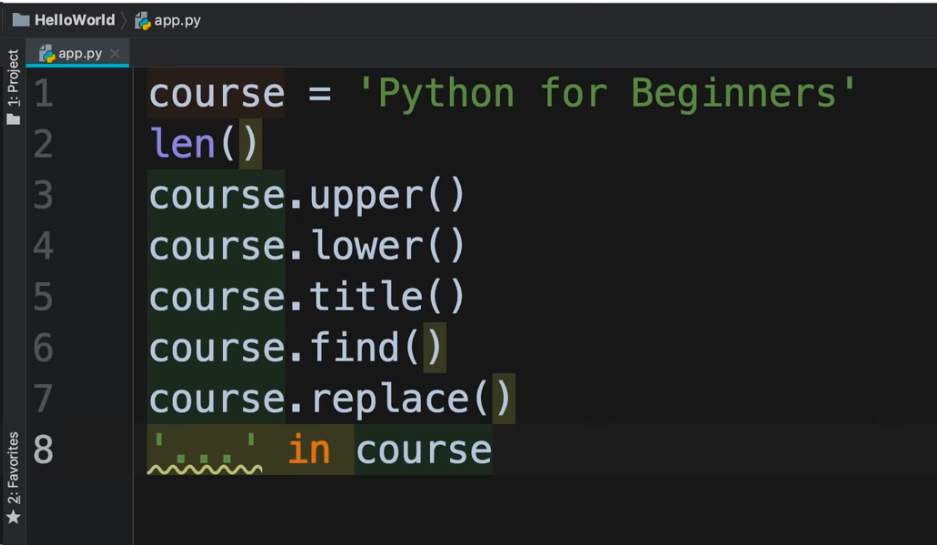 HelloWorld app.py
app.py
1: Project
1 course = 'Python for Beginners'
2 len()
3 course.upper()
4 course.lower()
5 course.title()
6 course.find()
7 course.replace()
8 '...' in course
2: Favorites